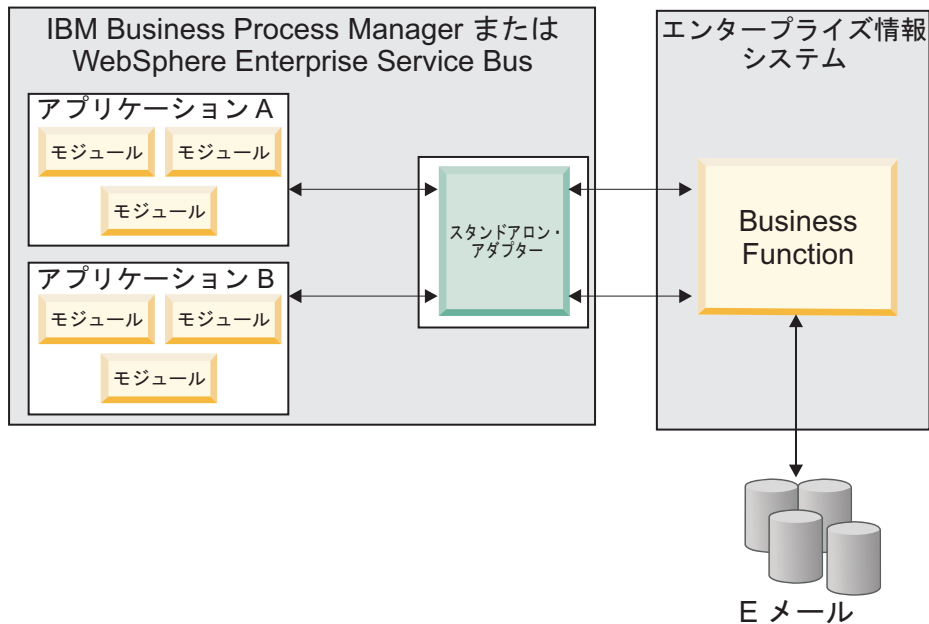 IBM Business Process Manager または
WebSphere Enterprise Service Bus
アプリケーション A
モジュール
モジュール
モジュール
アプリケーション B
モジュール
モジュール
モジュール
スタンドアロン・
アダプター
エンタープライズ情報
システム
Business
Function
E メール